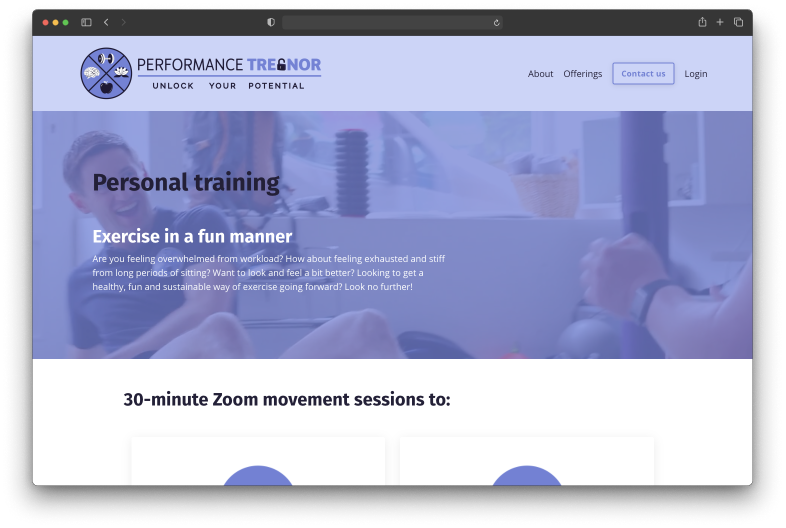 PERFORMANCE TRE🔒NOR
UNLOCK YOUR POTENTIAL
About Offerings Contact us Login
Personal training
Exercise in a fun manner
Are you feeling overwhelmed from workload? How about feeling exhausted and stiff
from long periods of sitting? Want to look and feel a bit better? Looking to get a
healthy, fun and sustainable way of exercise going forward? Look no further!
30-minute Zoom movement sessions to: